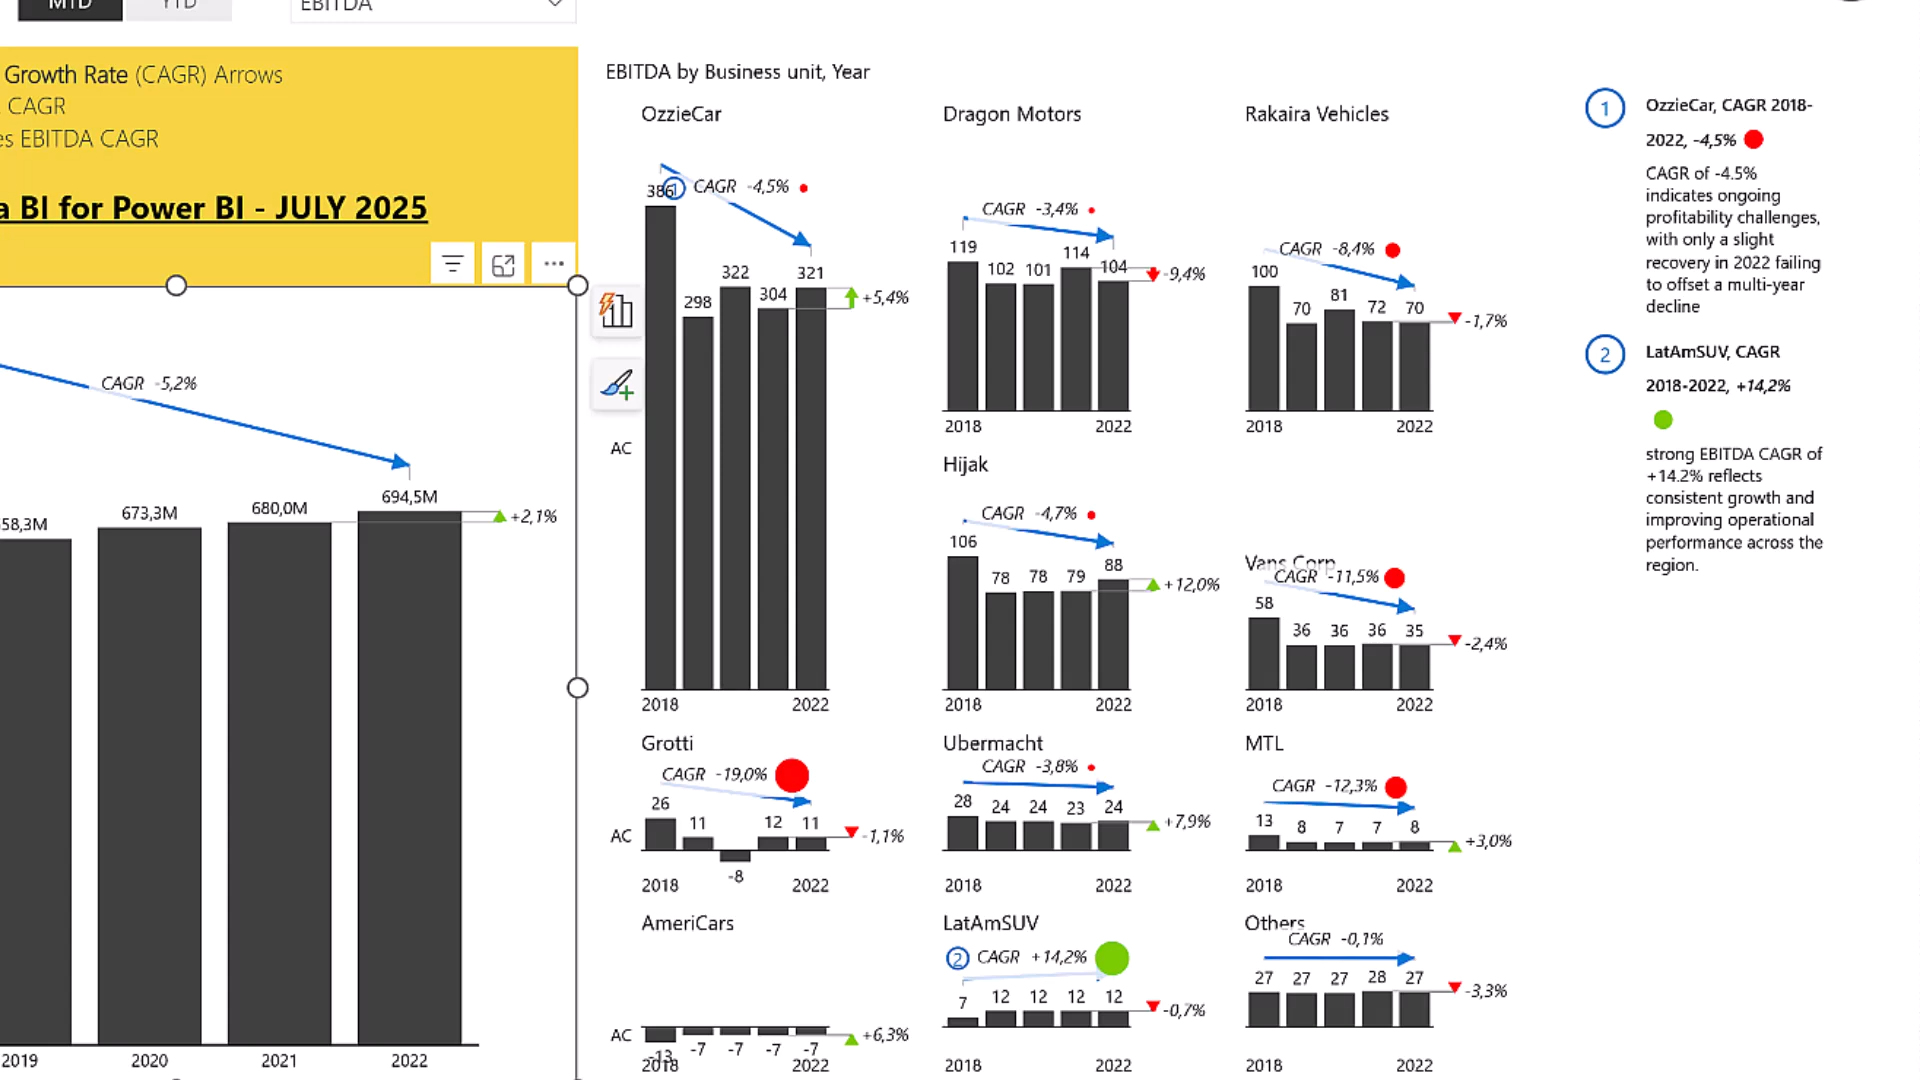 MTD
YTD
EBITDA
Growth Rate (CAGR) Arrows
CAGR
es EBITDA CAGR
a BI for Power BI - JULY 2025
CAGR -5,2%
58,3M
673,3M
680,0M
694,5M
+2,1%
2019
2020
2021
2022
EBITDA by Business unit, Year
OzzieCar
1 CAGR -4,5%
386
298
322
304
321
+5,4%
AC
2018
2022
Dragon Motors
CAGR -3,4%
119
102
101
114
104
-9,4%
2018
2022
Rakaira Vehicles
CAGR -8,4%
100
70
81
72
70
-1,7%
2018
2022
Hijak
CAGR -4,7%
106
78
78
79
88
+12,0%
2018
2022
Vans Corp
CAGR -11,5%
58
36
36
36
35
-2,4%
2018
2022
Grotti
CAGR -19,0%
26
11
-8
12
11
-1,1%
AC
2018
2022
Ubermacht
CAGR -3,8%
28
24
24
23
24
+7,9%
2018
2022
MTL
CAGR -12,3%
13
8
7
7
8
+3,0%
2018
2022
AmeriCars
AC
-13
-7
-7
-7
-7
+6,3%
2018
2022
LatAmSUV
2 CAGR +14,2%
7
12
12
12
12
-0,7%
2018
2022
Others
CAGR -0,1%
27
27
27
28
27
-3,3%
2018
2022
1
OzzieCar, CAGR 2018-
2022, -4,5%
CAGR of -4.5%
indicates ongoing
profitability challenges,
with only a slight
recovery in 2022 failing
to offset a multi-year
decline
2
LatAmSUV, CAGR
2018-2022, +14,2%
strong EBITDA CAGR of
+14.2% reflects
consistent growth and
improving operational
performance across the
region.